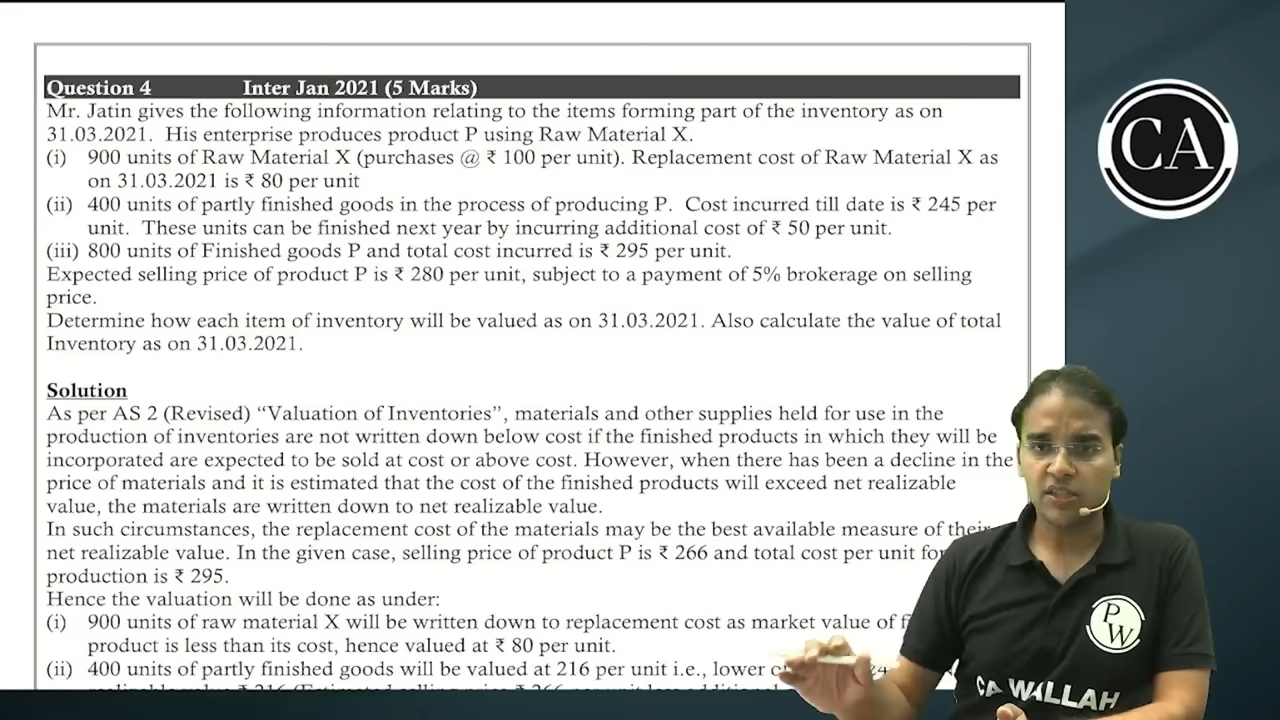 Question 4 Inter Jan 2021 (5 Marks)
Mr. Jatin gives the following information relating to the items forming part of the inventory as on
31.03.2021. His enterprise produces product P using Raw Material X.
(i) 900 units of Raw Material X (purchases @ ₹ 100 per unit). Replacement cost of Raw Material X as
on 31.03.2021 is ₹ 80 per unit
(ii) 400 units of partly finished goods in the process of producing P. Cost incurred till date is ₹ 245 per
unit. These units can be finished next year by incurring additional cost of ₹ 50 per unit.
(iii) 800 units of Finished goods P and total cost incurred is ₹ 295 per unit.
Expected selling price of product P is ₹ 280 per unit, subject to a payment of 5% brokerage on selling
price.
Determine how each item of inventory will be valued as on 31.03.2021. Also calculate the value of total
Inventory as on 31.03.2021.
Solution
As per AS 2 (Revised) “Valuation of Inventories”, materials and other supplies held for use in the
production of inventories are not written down below cost if the finished products in which they will be
incorporated are expected to be sold at cost or above cost. However, when there has been a decline in the
price of materials and it is estimated that the cost of the finished products will exceed net realizable
value, the materials are written down to net realizable value.
In such circumstances, the replacement cost of the materials may be the best available measure of their
net realizable value. In the given case, selling price of product P is ₹ 266 and total cost per unit for
production is ₹ 295.
Hence the valuation will be done as under:
(i) 900 units of raw material X will be written down to replacement cost as market value of
product is less than its cost, hence valued at ₹ 80 per unit.
(ii) 400 units of partly finished goods will be valued at 216 per unit i.e., lower
CA
PW
CA WALLAH